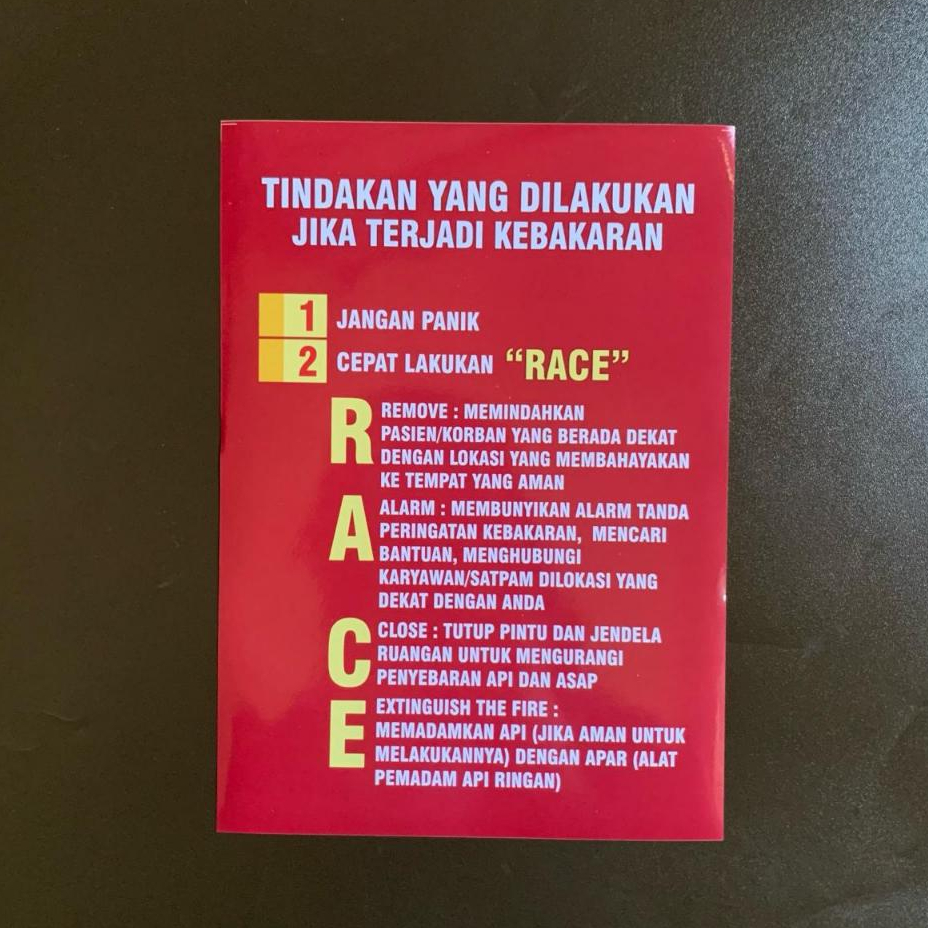 TINDAKAN YANG DILAKUKAN
JIKA TERJADI KEBAKARAN
1 JANGAN PANIK
2 CEPAT LAKUKAN “RACE”
R REMOVE : MEMINDAHKAN
PASIEN/KORBAN YANG BERADA DEKAT
DENGAN LOKASI YANG MEMBAHAYAKAN
KE TEMPAT YANG AMAN
A ALARM : MEMBUNYIKAN ALARM TANDA
PERINGATAN KEBAKARAN, MENCARI
BANTUAN, MENGHUBUNGI
KARYAWAN/SATPAM DILOKASI YANG
DEKAT DENGAN ANDA
C CLOSE : TUTUP PINTU DAN JENDELA
RUANGAN UNTUK MENGURANGI
PENYEBARAN API DAN ASAP
E EXTINGUISH THE FIRE :
MEMADAMKAN API (JIKA AMAN UNTUK
MELAKUKANNYA) DENGAN APAR (ALAT
PEMADAM API RINGAN)